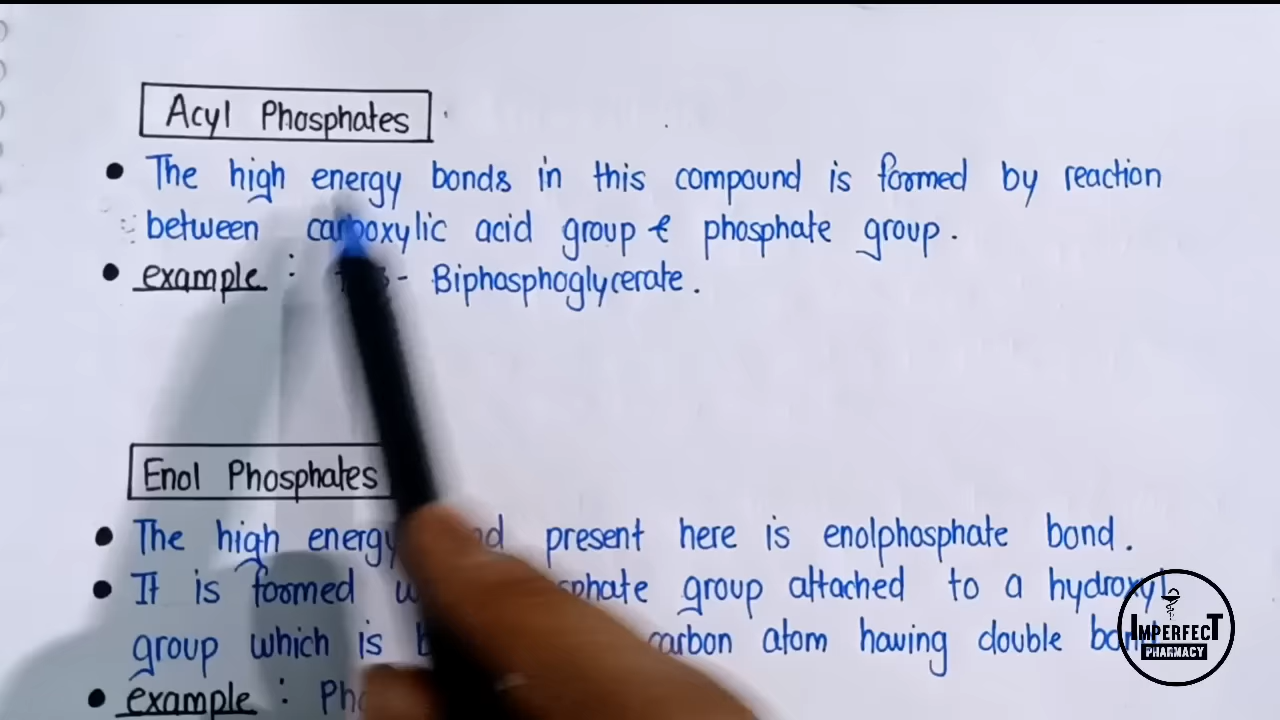 Acyl Phosphates
• The high energy bonds in this compound is formed by reaction
between carboxylic acid group & phosphate group.
• example : - Biphosphoglycerate.
Enol Phosphates
• The high energy present here is enolphosphate bond.
• It is formed group attached to a hydroxyl
group which is carbon atom having double
• example :
IMPERFECT
PHARMACY